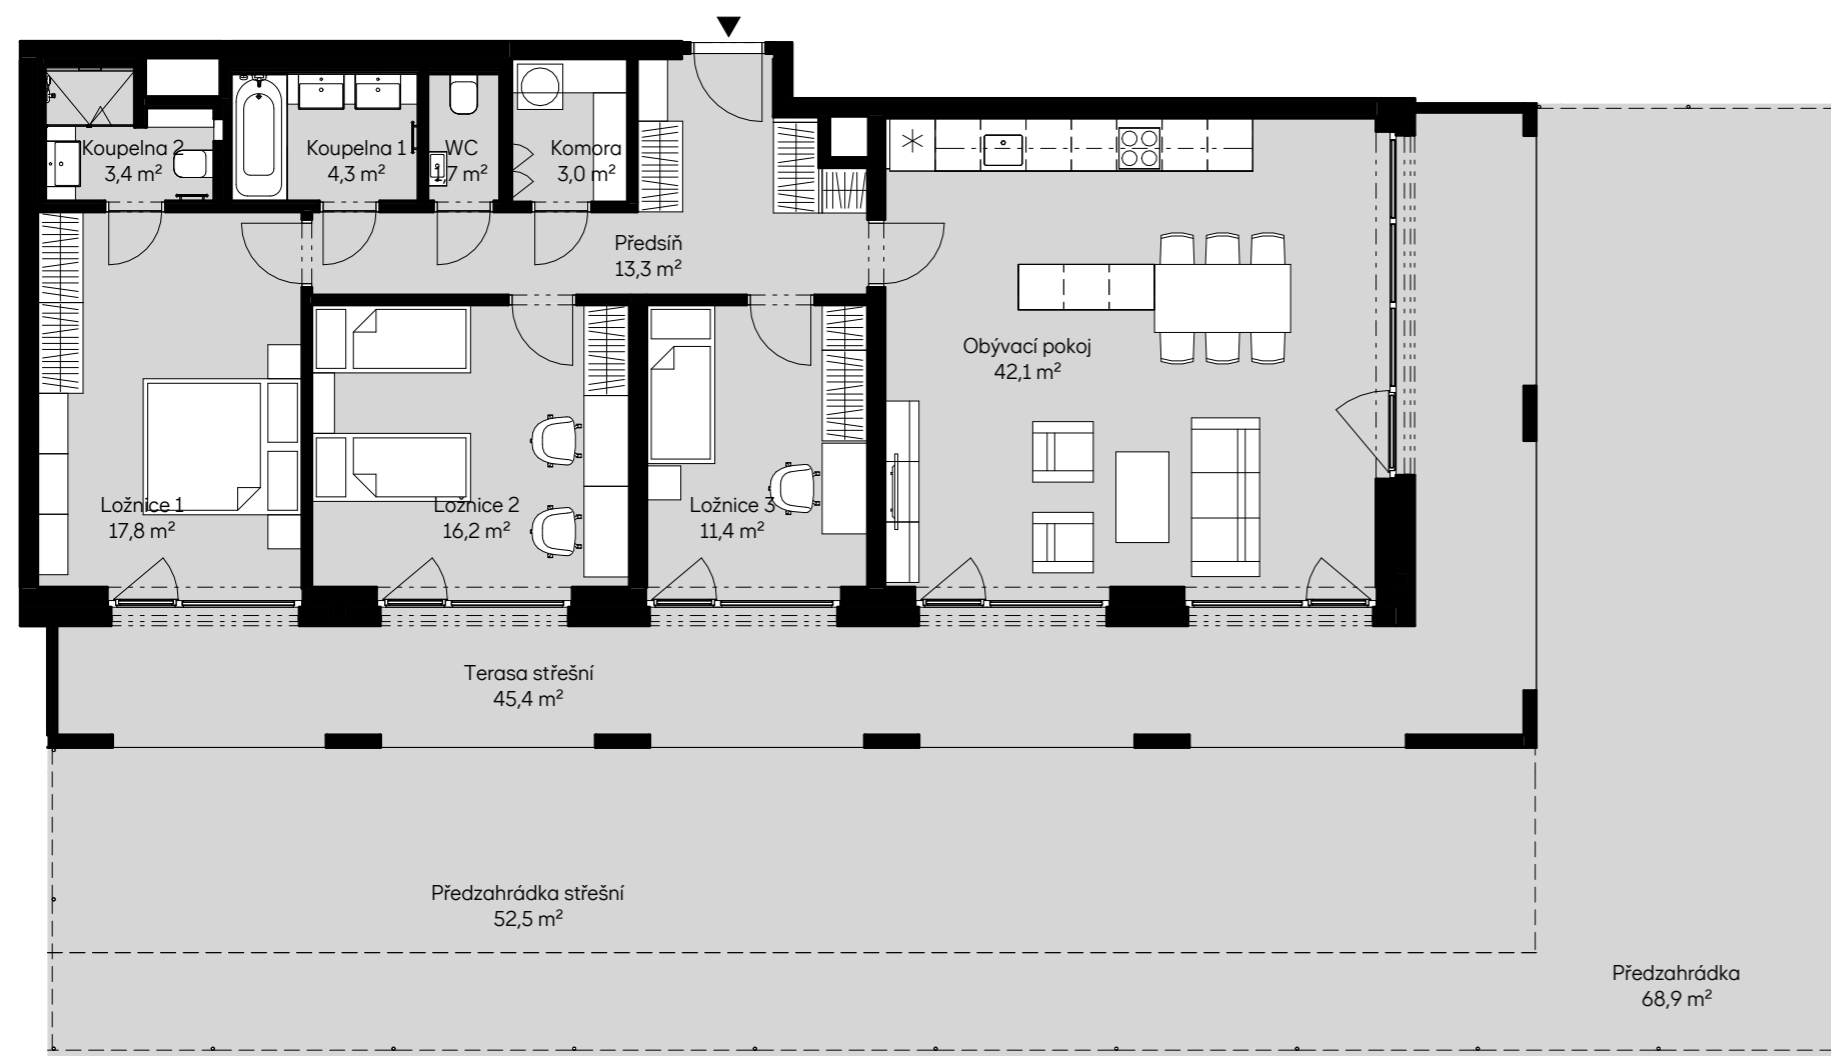 Koupelna 2
3,4 m²
Koupelna 1
4,3 m²
WC
1,7 m²
Komora
3,0 m²
Předsíň
13,3 m²
Obývací pokoj
42,1 m²
Ložnice 1
17,8 m²
Ložnice 2
16,2 m²
Ložnice 3
11,4 m²
Terasa střešní
45,4 m²
Předzahrádka střešní
52,5 m²
Předzahrádka
68,9 m²